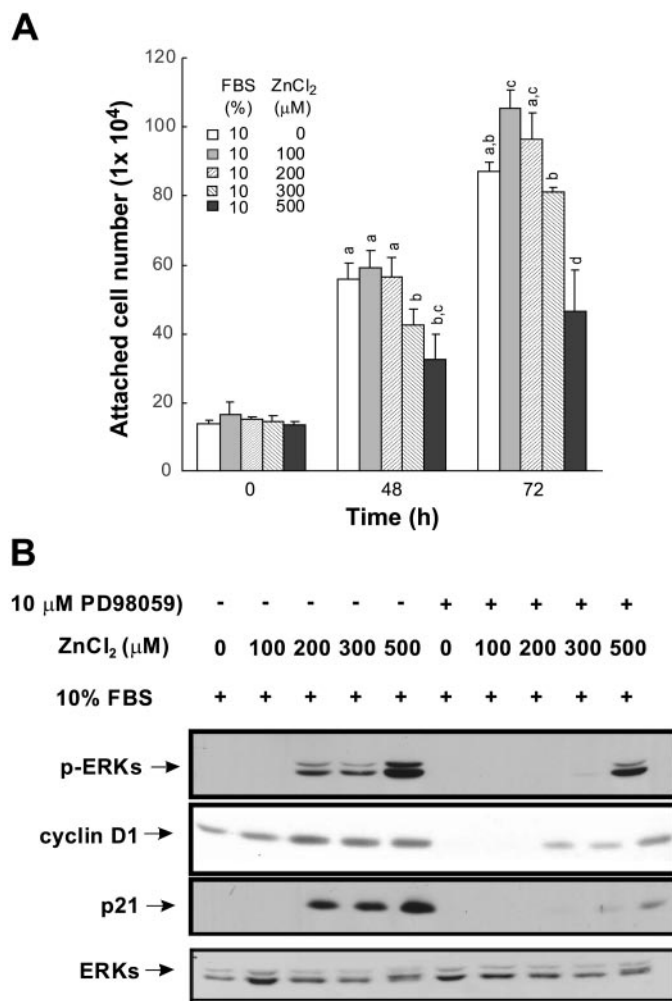 A
120
100
80
60
40
20
0
Attached cell number (1x 10⁴)
FBS ZnCl₂
(%) (μM)
10 0
10 100
10 200
10 300
10 500
a a a b b,c
a,b c a,c b d
0 48 72
Time (h)
B
10 μM PD98059) - - - - - + + + + +
ZnCl₂ (μM) 0 100 200 300 500 0 100 200 300 500
10% FBS + + + + + + + + + +
p-ERKs
cyclin D1
p21
ERKs